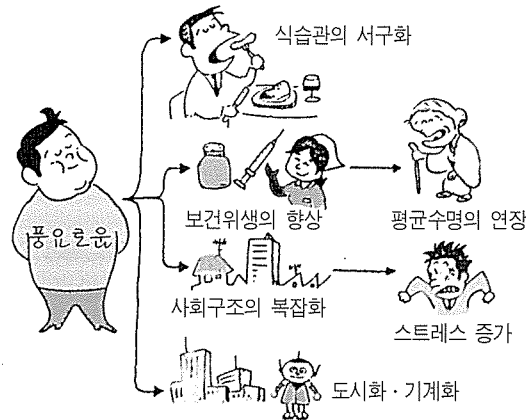 식습관의 서구화
풍요로움
보건위생의 향상
평균수명의 연장
사회구조의 복잡화
스트레스 증가
도시화·기계화